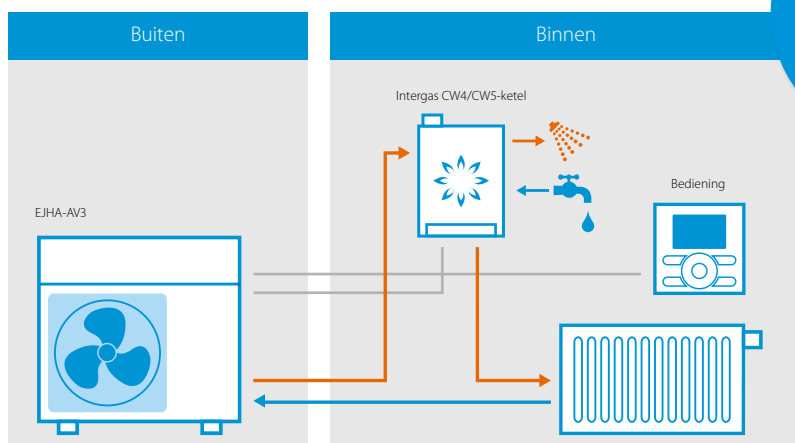 Buiten
Binnen
Intergas CW4/CW5-ketel
Bediening
EJHA-AV3